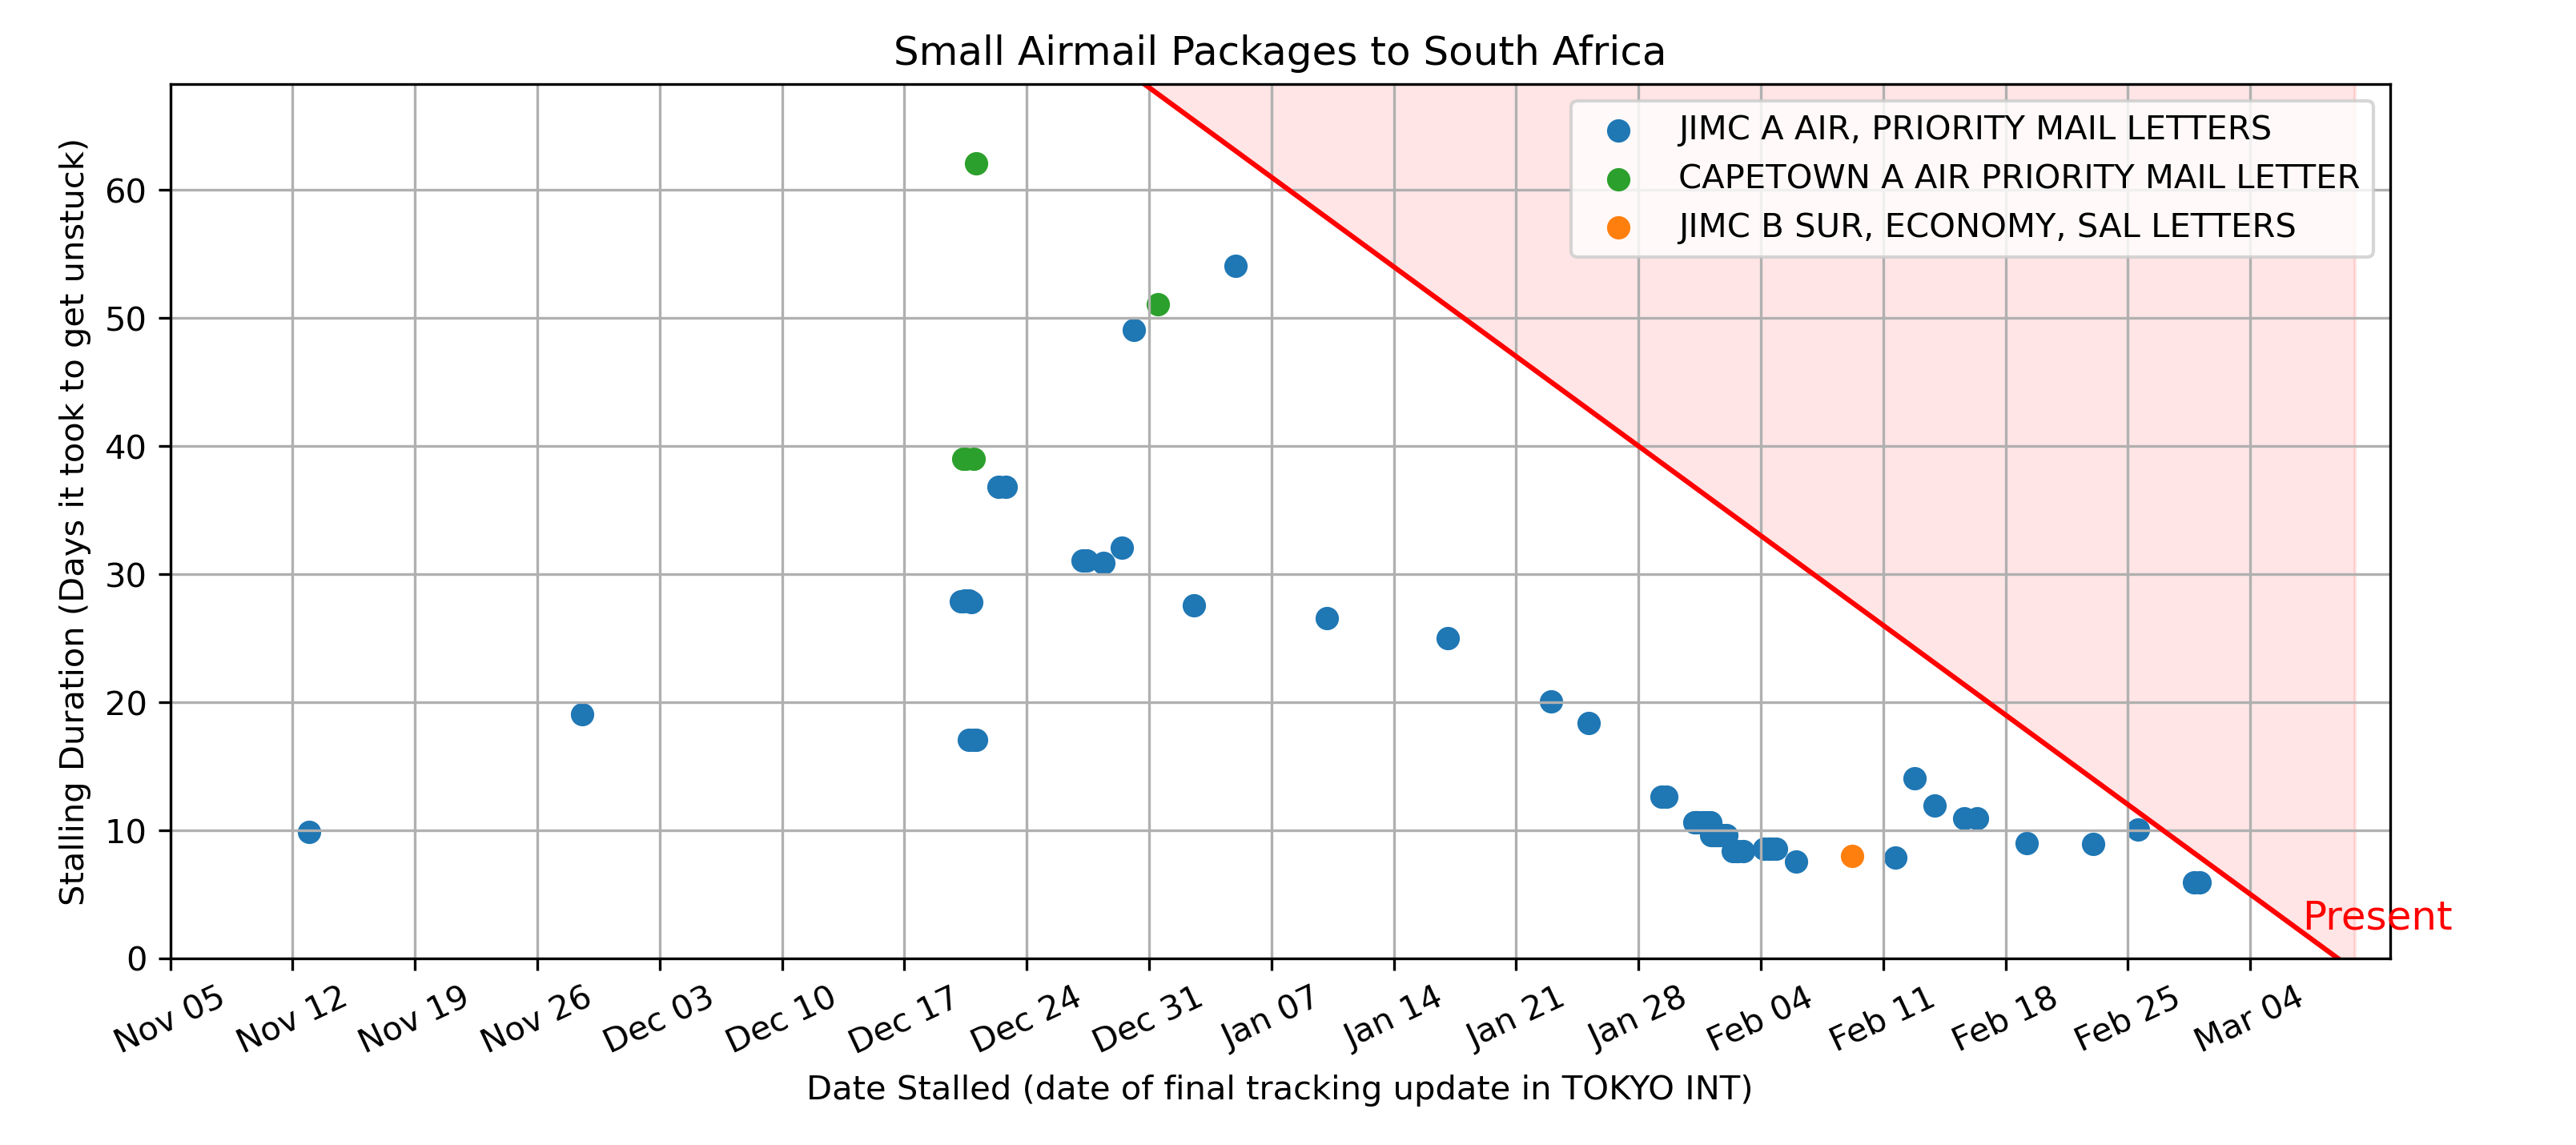 Small Airmail Packages to South Africa
JIMC A AIR, PRIORITY MAIL LETTERS
CAPETOWN A AIR PRIORITY MAIL LETTER
JIMC B SUR, ECONOMY, SAL LETTERS
Stalling Duration (Days it took to get unstuck)
60
50
40
30
20
10
0
Present
Nov 05 Nov 12 Nov 19 Nov 26 Dec 03 Dec 10 Dec 17 Dec 24 Dec 31 Jan 07 Jan 14 Jan 21 Jan 28 Feb 04 Feb 11 Feb 18 Feb 25 Mar 04
Date Stalled (date of final tracking update in TOKYO INT)